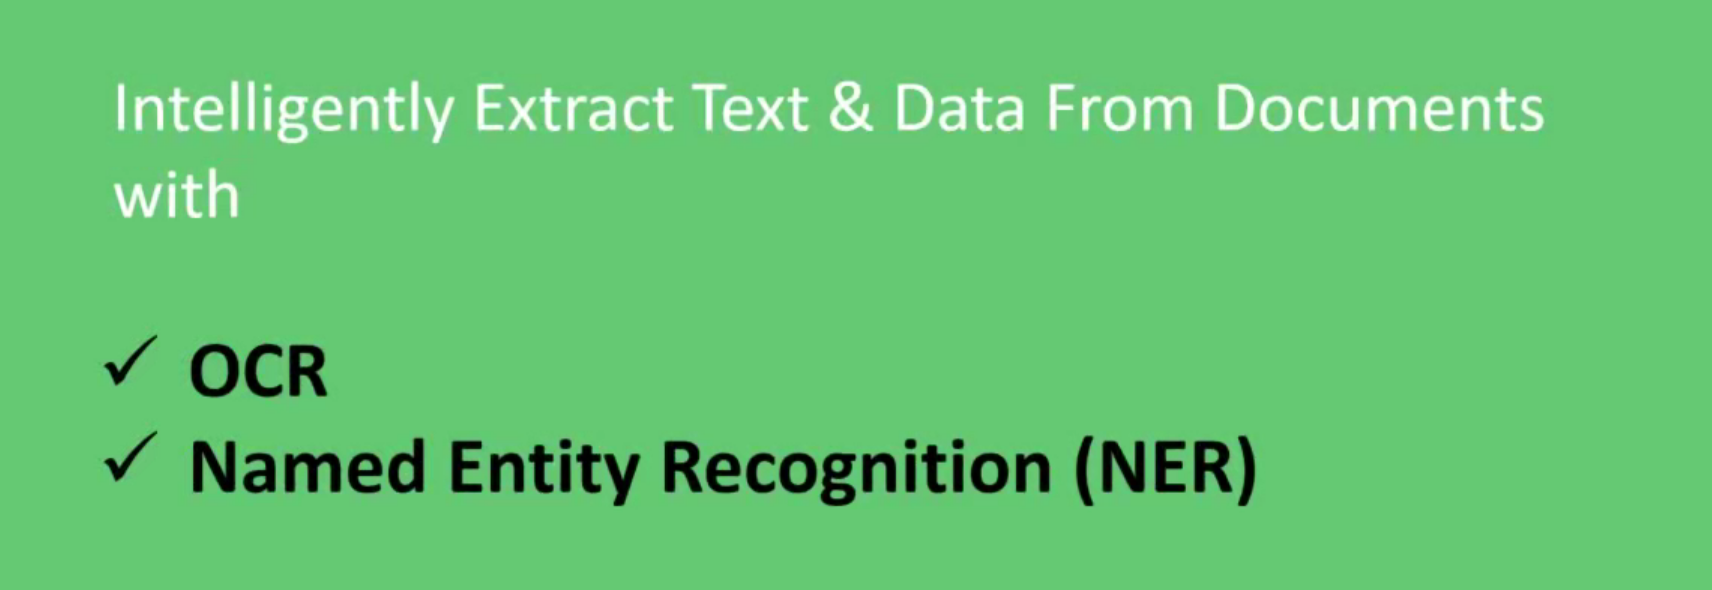 Intelligently Extract Text & Data From Documents
with
✓ OCR
✓ Named Entity Recognition (NER)